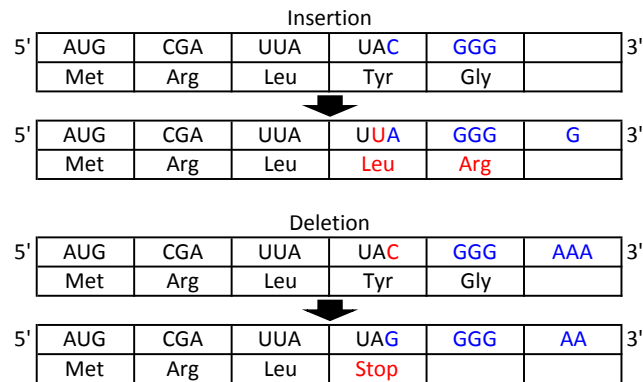 Insertion
5' AUG CGA UUA UAC GGG 3'
Met Arg Leu Tyr Gly
5' AUG CGA UUA UUA GGG G 3'
Met Arg Leu Leu Arg
Deletion
5' AUG CGA UUA UAC GGG AAA 3'
Met Arg Leu Tyr Gly
5' AUG CGA UUA UAG GGG AA 3'
Met Arg Leu Stop